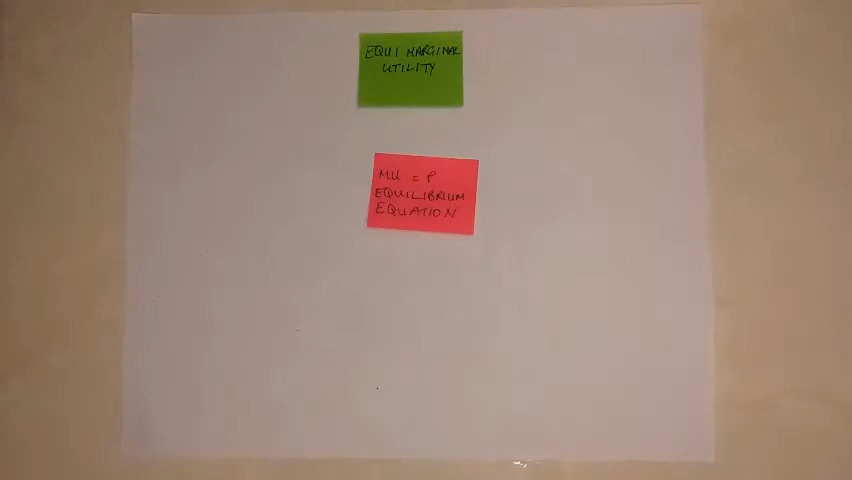 EQUI MARGINAL
UTILITY
MU = P
EQUILIBRIUM
EQUATION